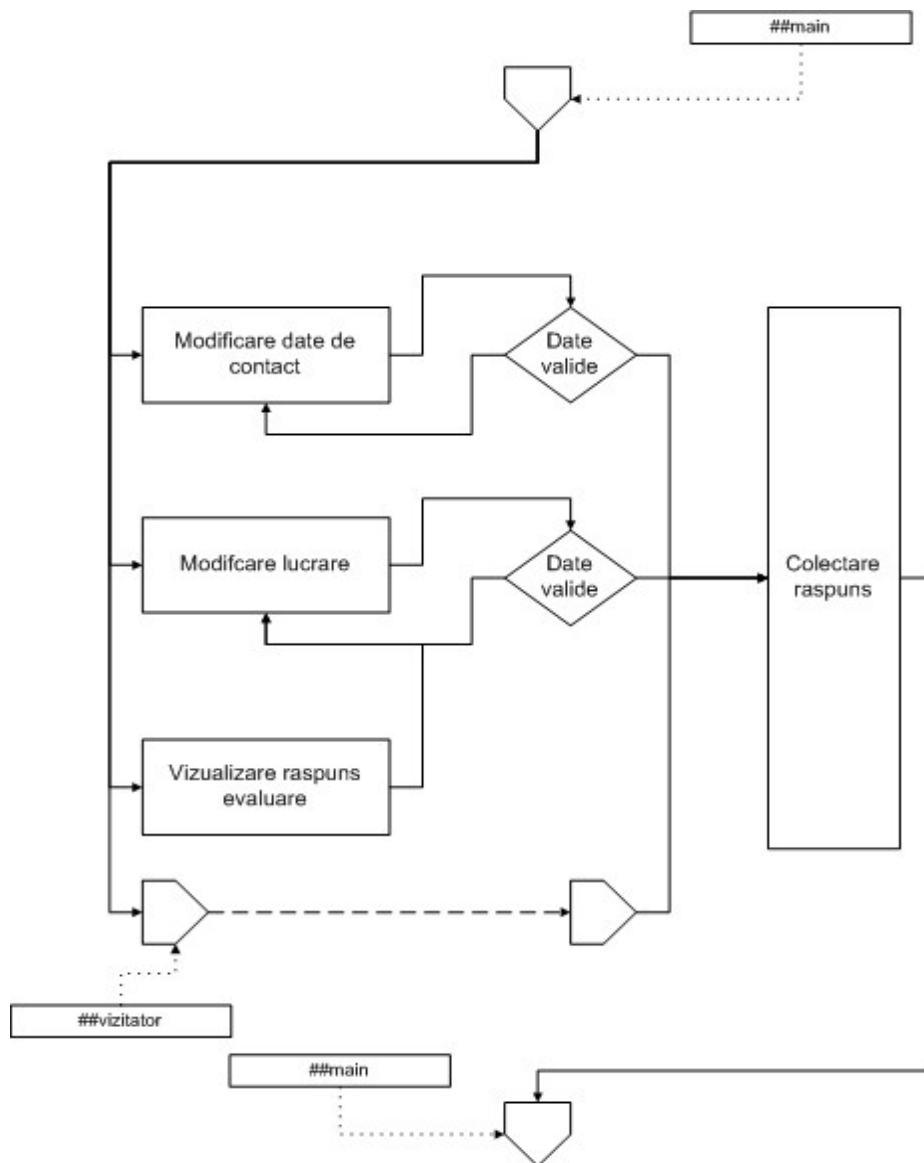 ##main
Modificare date de
contact
Date
valide
Modifcare lucrare
Date
valide
Colectare
raspuns
Vizualizare raspuns
evaluare
##vizitator
##main